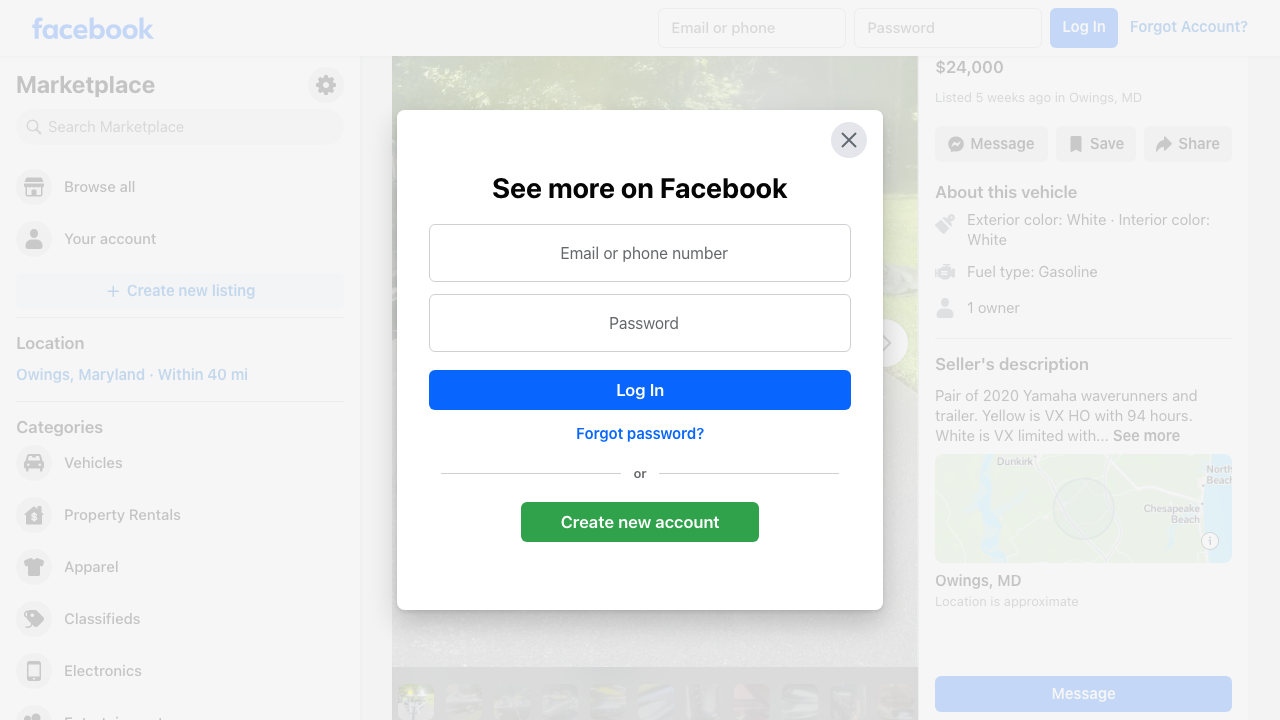 facebook
Email or phone
Password
Log In
Forgot Account?
Marketplace
Search Marketplace
Browse all
Your account
Create new listing
Location
Owings, Maryland · Within 40 mi
Categories
Vehicles
Property Rentals
Apparel
Classifieds
Electronics
See more on Facebook
Email or phone number
Password
Log In
Forgot password?
or
Create new account
$24,000
Listed 5 weeks ago in Owings, MD
Message
Save
Share
About this vehicle
Exterior color: White · Interior color:
White
Fuel type: Gasoline
1 owner
Seller's description
Pair of 2020 Yamaha waverunners and
trailer. Yellow is VX HO with 94 hours.
White is VX limited with... See more
Dunkirk
North
Beach
Chesapeake
Beach
Owings, MD
Location is approximate
Message